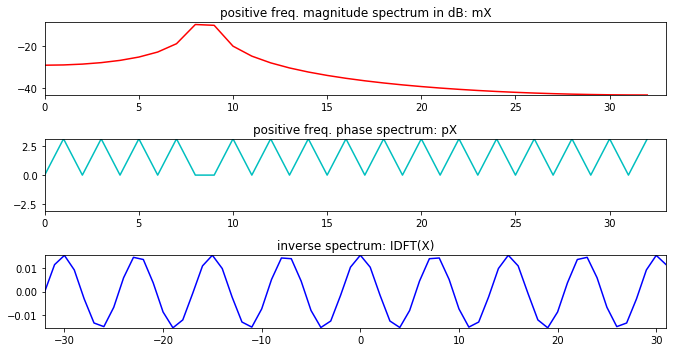 positive freq. magnitude spectrum in dB: mX
−20
−40
0 5 10 15 20 25 30
positive freq. phase spectrum: pX
2.5
0.0
−2.5
0 5 10 15 20 25 30
inverse spectrum: IDFT(X)
0.01
0.00
−0.01
−30 −20 −10 0 10 20 30